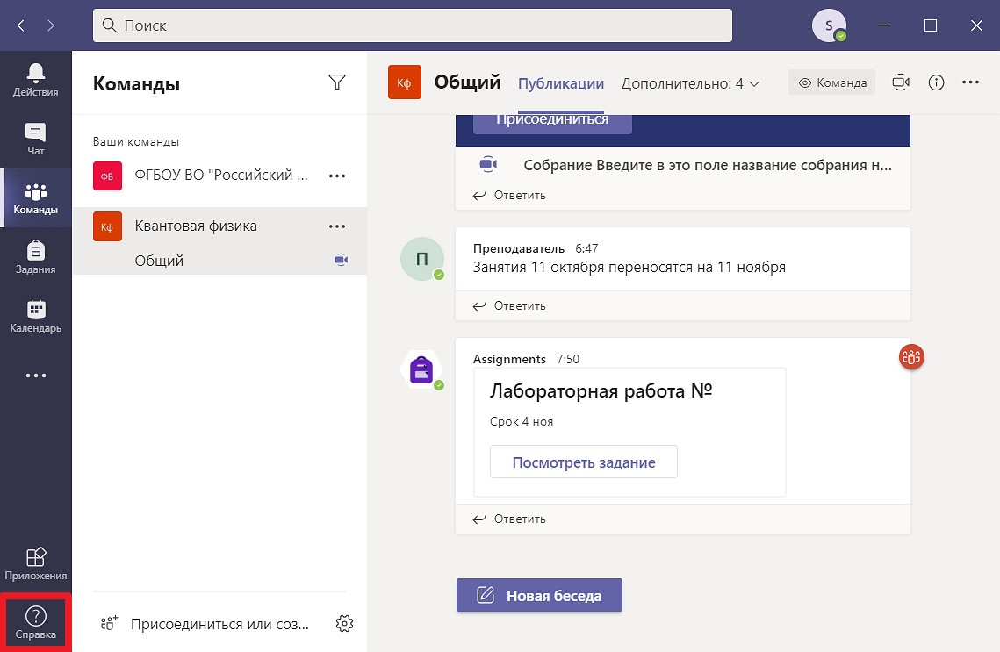 Поиск
S
Действия
Чат
Команды
Задания
Календарь
Приложения
Справка
Команды
Ваши команды
ФВ
ФГБОУ ВО "Российский ...
Кф
Квантовая физика
Общий
Присоединиться или соз...
Кф
Общий
Публикации
Дополнительно: 4
Команда
Присоединиться
Собрание Введите в это поле название собрания н...
Ответить
П
Преподаватель 6:47
Занятия 11 октября переносятся на 11 ноября
Ответить
Assignments 7:50
Лабораторная работа №
Срок 4 ноя
Посмотреть задание
Ответить
Новая беседа